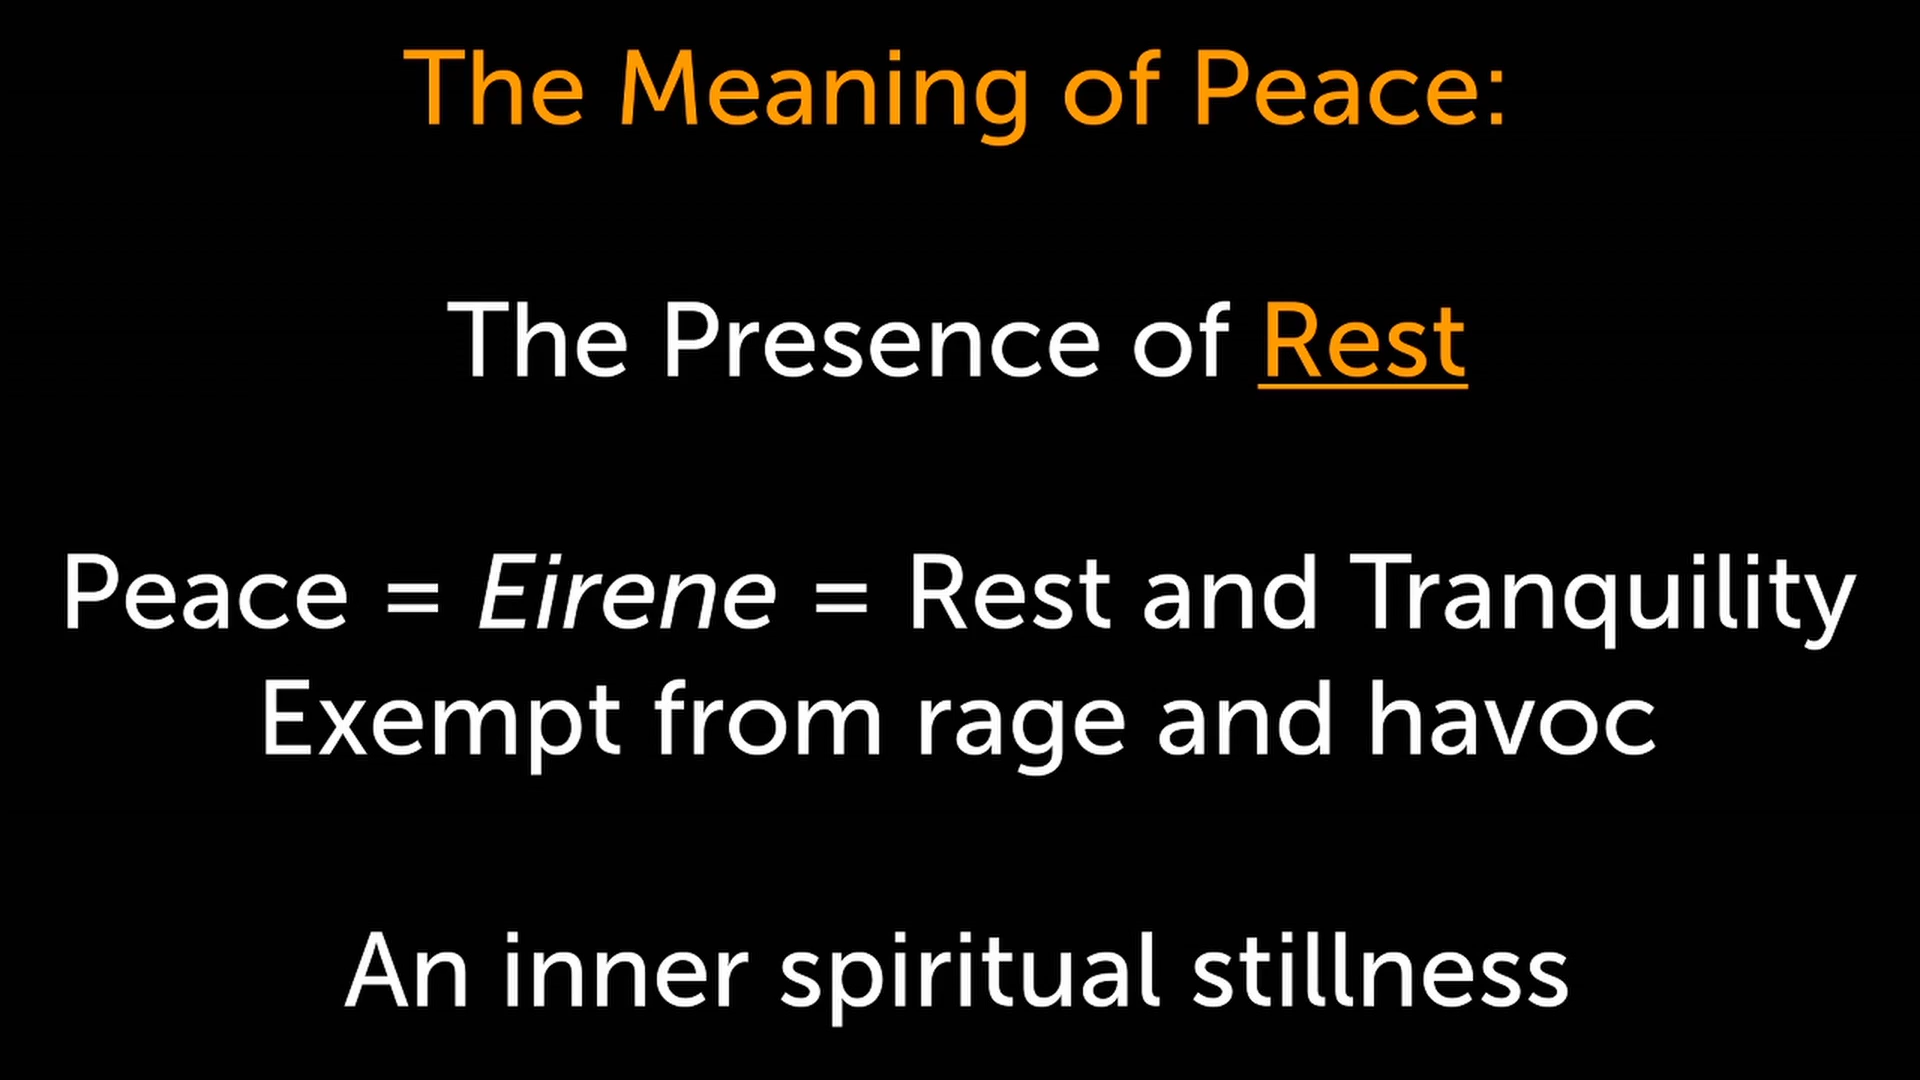 The Meaning of Peace:
The Presence of Rest
Peace = Eirene = Rest and Tranquility
Exempt from rage and havoc
An inner spiritual stillness